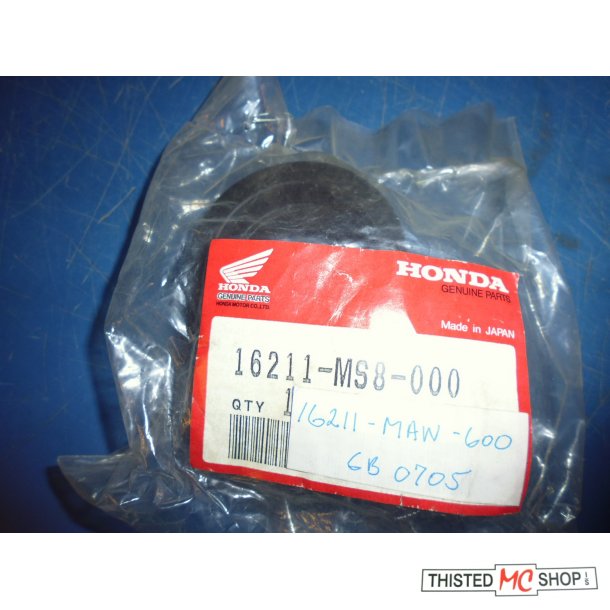 HONDA
GENUINE PARTS
HONDA MOTOR CO.,LTD.
HONDA
GENUINE PARTS
Made in JAPAN
16211-MS8-000
QTY 1
16211-MAW-600
6B 0705
THISTED MC SHOP I/S